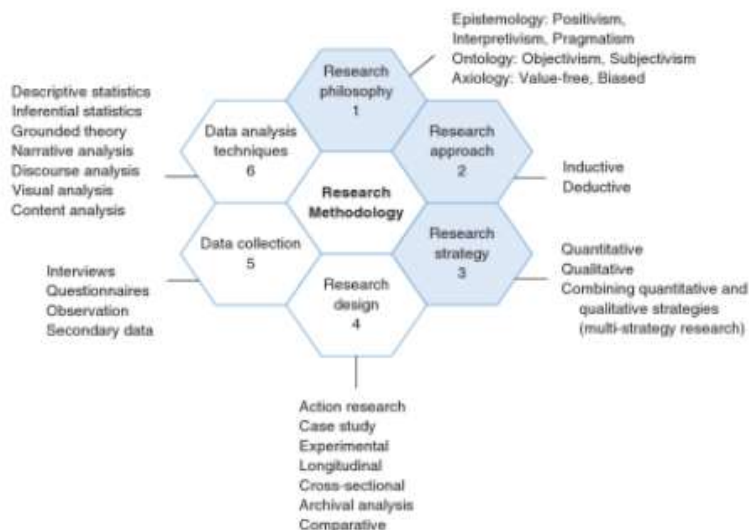 Research
philosophy
1
Epistemology: Positivism,
Interpretivism, Pragmatism
Ontology: Objectivism, Subjectivism
Axiology: Value-free, Biased
Research
approach
2
Inductive
Deductive
Research
strategy
3
Quantitative
Qualitative
Combining quantitative and
qualitative strategies
(multi-strategy research)
Research
design
4
Action research
Case study
Experimental
Longitudinal
Cross-sectional
Archival analysis
Comparative
Data collection
5
Interviews
Questionnaires
Observation
Secondary data
Data analysis
techniques
6
Descriptive statistics
Inferential statistics
Grounded theory
Narrative analysis
Discourse analysis
Visual analysis
Content analysis
Research
Methodology